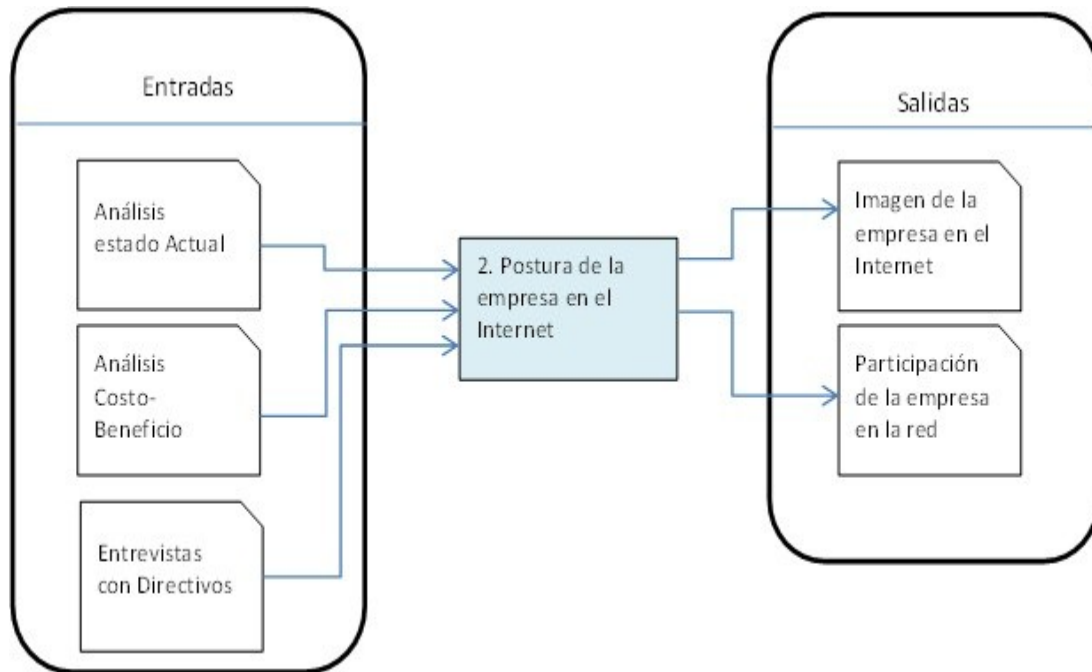 Entradas
Análisis
estado Actual
Análisis
Costo-
Beneficio
Entrevistas
con Directivos
2. Postura de la
empresa en el
Internet
Salidas
Imagen de la
empresa en el
Internet
Participación
de la empresa
en la red